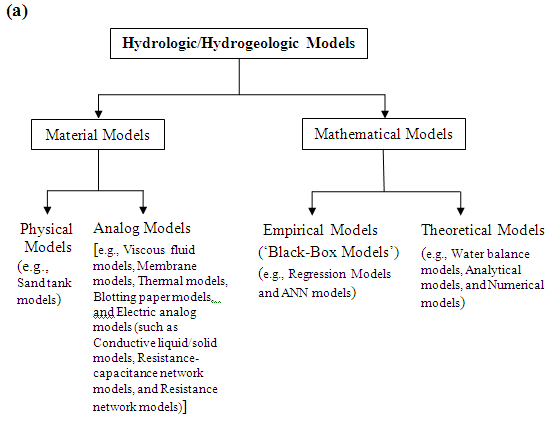 (a)
Hydrologic/Hydrogeologic Models
Material Models
Mathematical Models
Physical
Models
(e.g.,
Sand tank
models)
Analog Models
[e.g., Viscous fluid
models, Membrane
models, Thermal models,
Blotting paper models,
and Electric analog
models (such as
Conductive liquid/solid
models, Resistance-
capacitance network
models, and Resistance
network models)]
Empirical Models
(‘Black-Box Models’)
(e.g., Regression Models
and ANN models)
Theoretical Models
(e.g., Water balance
models, Analytical
models, and Numerical
models)